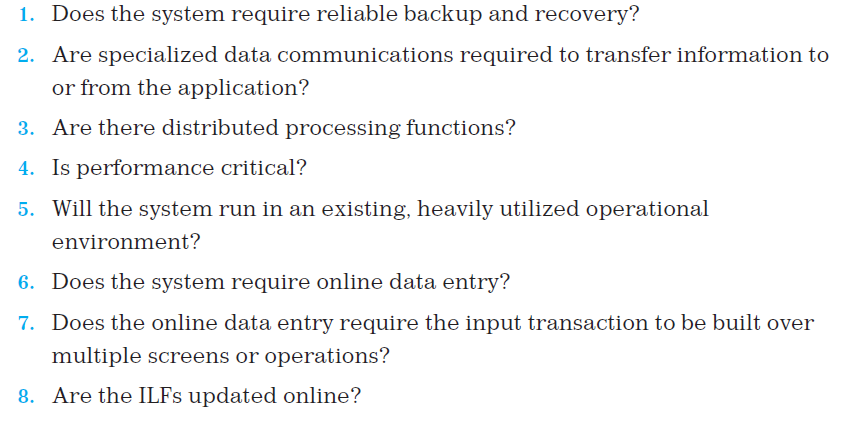 1. Does the system require reliable backup and recovery?
2. Are specialized data communications required to transfer information to
or from the application?
3. Are there distributed processing functions?
4. Is performance critical?
5. Will the system run in an existing, heavily utilized operational
environment?
6. Does the system require online data entry?
7. Does the online data entry require the input transaction to be built over
multiple screens or operations?
8. Are the ILFs updated online?